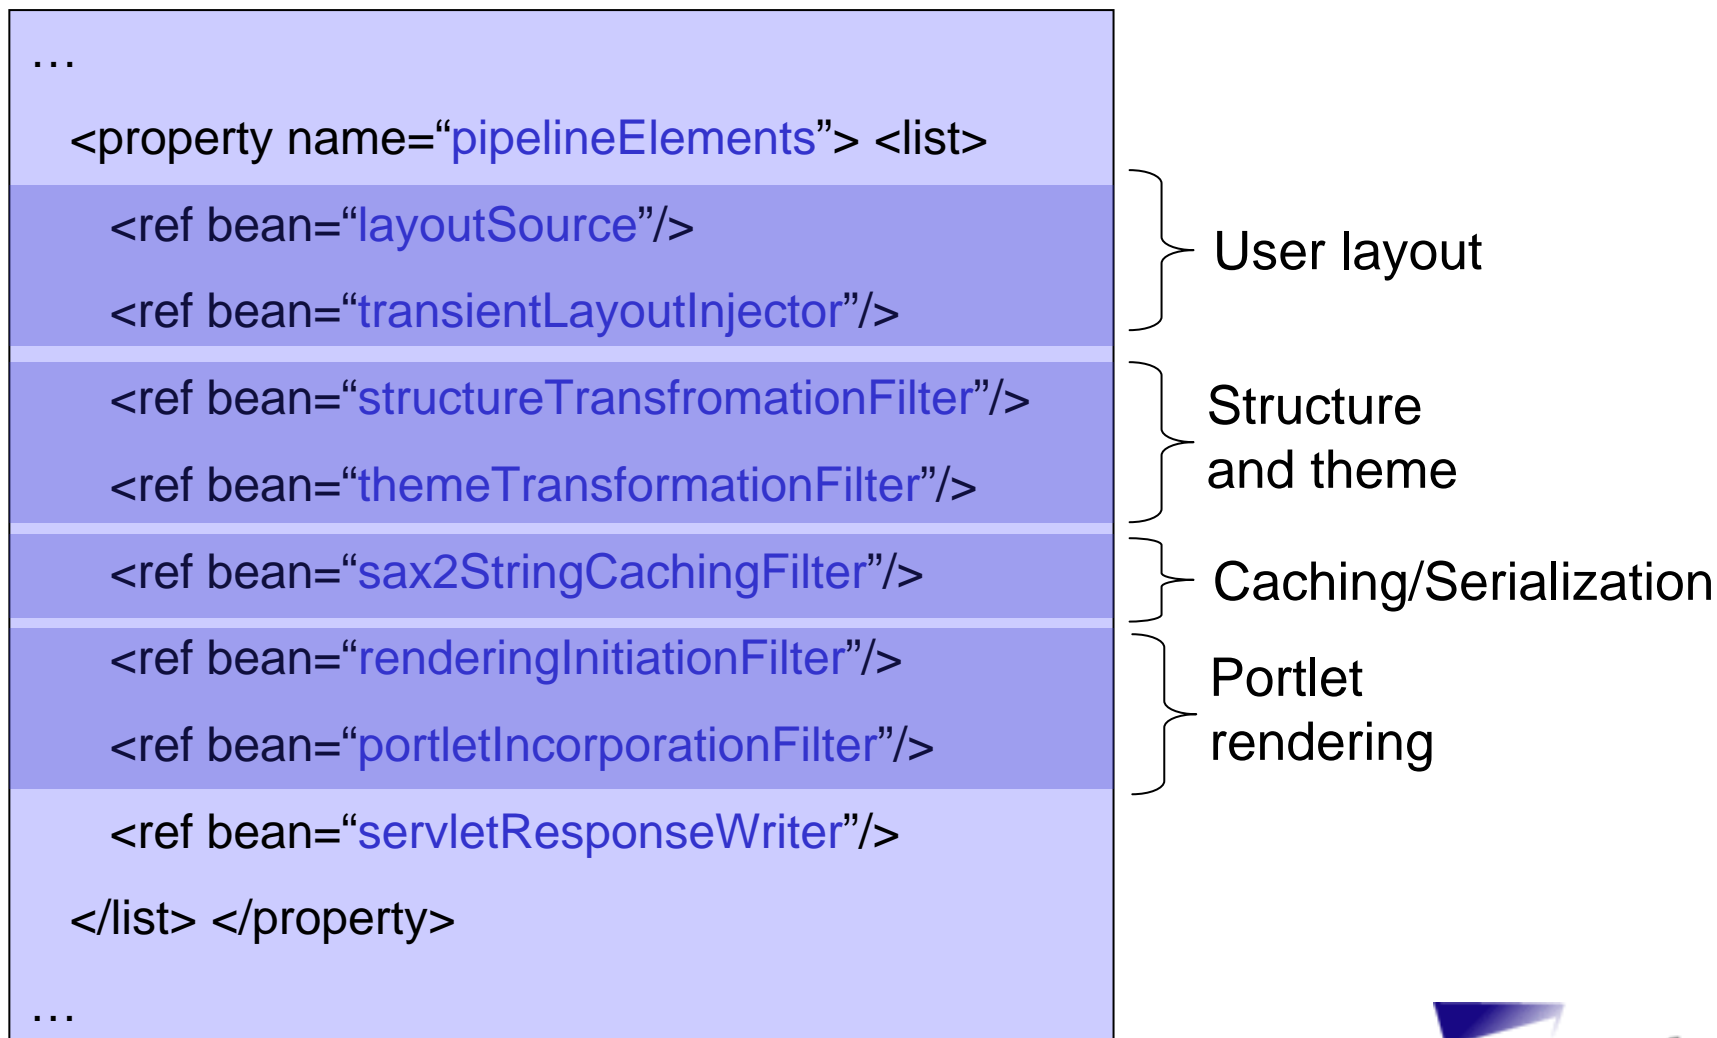 …
<property name=“pipelineElements”> <list>
<ref bean=“layoutSource”/>
<ref bean=“transientLayoutInjector”/>
<ref bean=“structureTransfromationFilter”/>
<ref bean=“themeTransformationFilter”/>
<ref bean=“sax2StringCachingFilter”/>
<ref bean=“renderingInitiationFilter”/>
<ref bean=“portletIncorporationFilter”/>
<ref bean=“servletResponseWriter”/>
</list> </property>
…
User layout
Structure
and theme
Caching/Serialization
Portlet
rendering